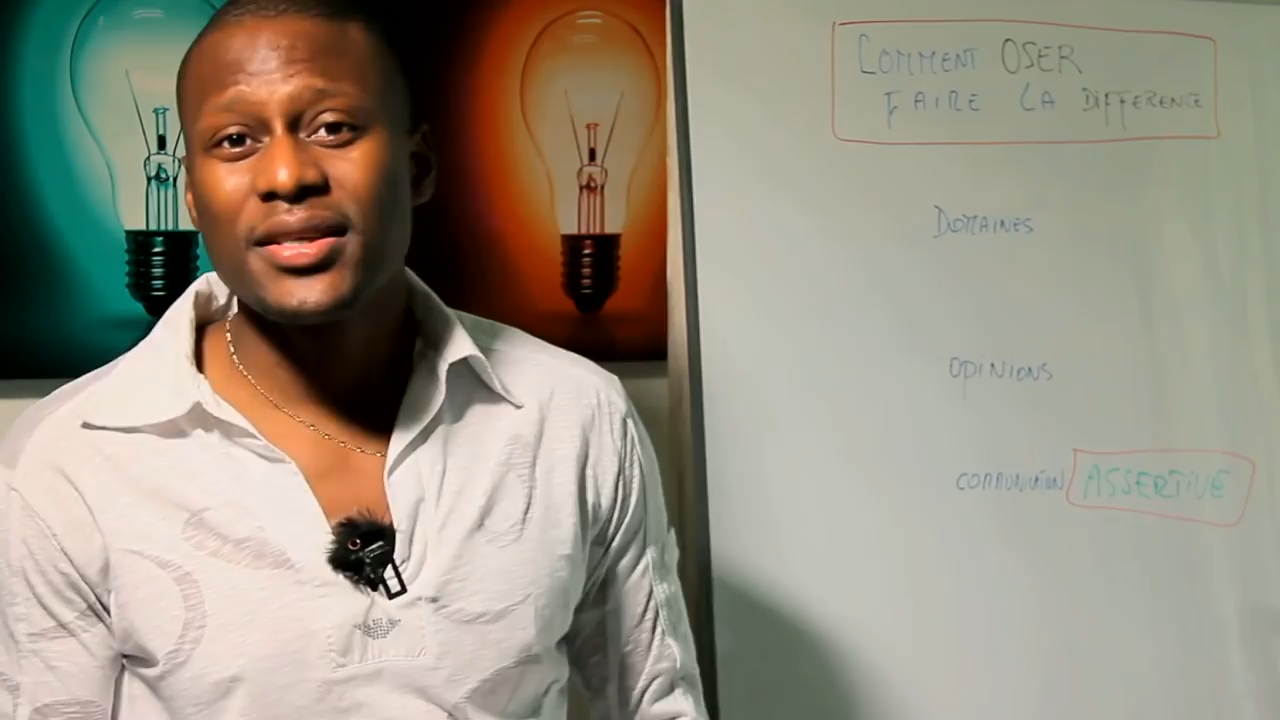 COMMENT OSER
FAIRE LA DIFFERENCE
DOMAINES
OPINIONS
COMMUNICATION ASSERTIVE